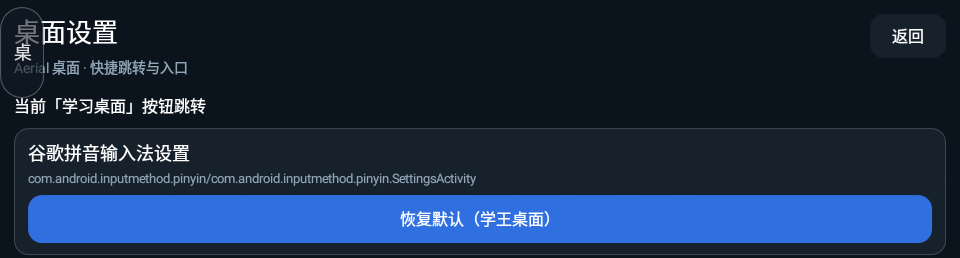 桌面设置
桌
返回
Aerial 桌面 · 快捷跳转与入口
当前「学习桌面」按钮跳转
谷歌拼音输入法设置
com.android.inputmethod.pinyin/com.android.inputmethod.pinyin.SettingsActivity
恢复默认（学王桌面）